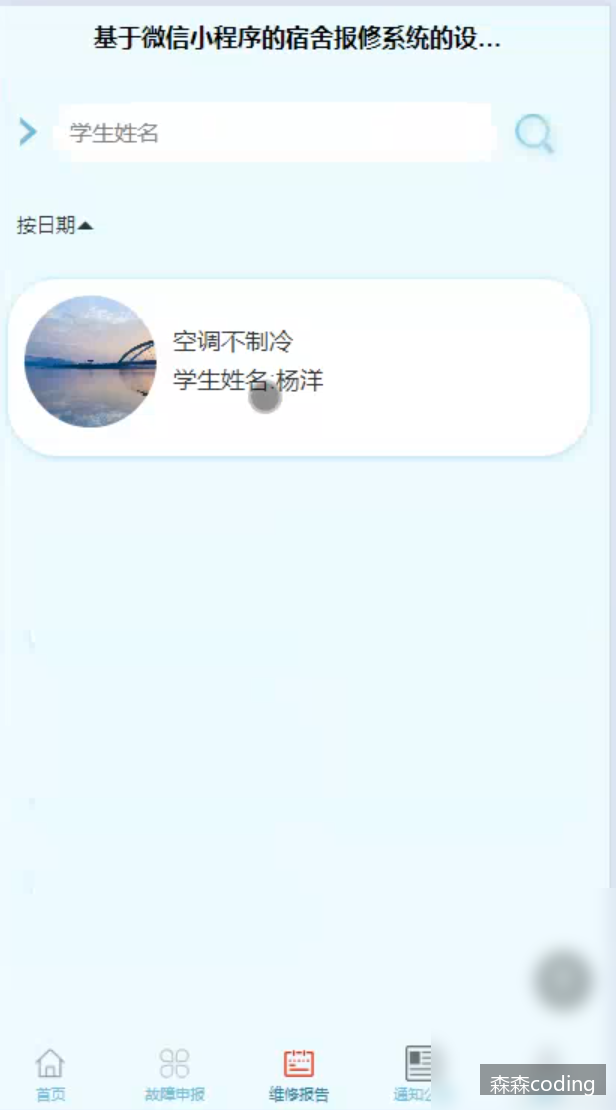 基于微信小程序的宿舍报修系统的设...
学生姓名
按日期
空调不制冷
学生姓名:杨洋
首页
故障申报
维修报告
通知
森森coding